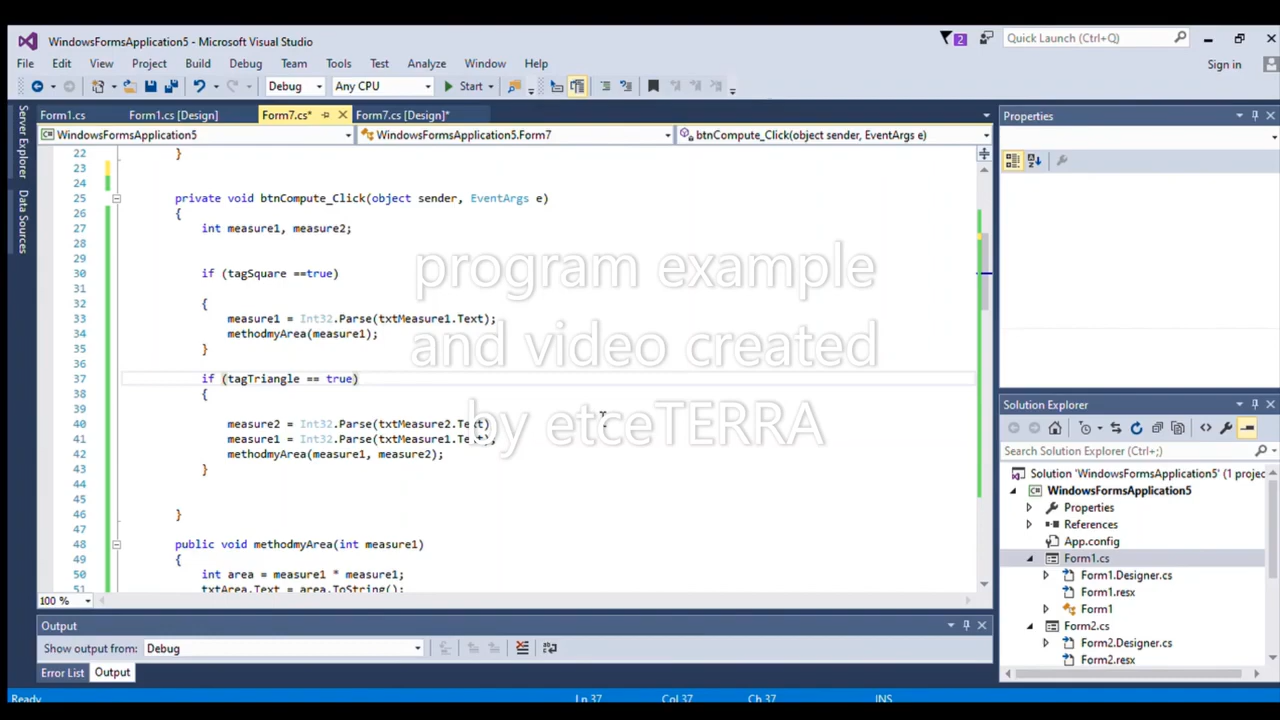 WindowsFormsApplication5 - Microsoft Visual Studio
2
Quick Launch (Ctrl+Q)
File Edit View Project Build Debug Team Tools Test Analyze Window Help
Sign in
Debug Any CPU Start
Form1.cs Form1.cs [Design] Form7.cs* Form7.cs [Design]*
Properties
WindowsFormsApplication5 WindowsFormsApplication5.Form7 btnCompute_Click(object sender, EventArgs e)
Server Explorer
Data Sources
22 }
23
24
25 private void btnCompute_Click(object sender, EventArgs e)
26 {
27 int measure1, measure2;
28
29
30 if (tagSquare ==true)
31
32 {
33 measure1 = Int32.Parse(txtMeasure1.Text);
34 methodmyArea(measure1);
35 }
36
37 if (tagTriangle == true)
38 {
39
40 measure2 = Int32.Parse(txtMeasure2.Text)
41 measure1 = Int32.Parse(txtMeasure1.Text);
42 methodmyArea(measure1, measure2);
43 }
44
45
46 }
47
48 public void methodmyArea(int measure1)
49 {
50 int area = measure1 * measure1;
51 txtArea.Text = area.ToString();
program example
and video created
by etceTERRA
100 %
Output
Show output from: Debug
Error List Output
Solution Explorer
Search Solution Explorer (Ctrl+;)
Solution 'WindowsFormsApplication5' (1 projec
C# WindowsFormsApplication5
Properties
References
App.config
Form1.cs
Form1.Designer.cs
Form1.resx
Form1
Form2.cs
Form2.Designer.cs
Form2.resx
Ready Ln 37 Col 37 Ch 37 INS